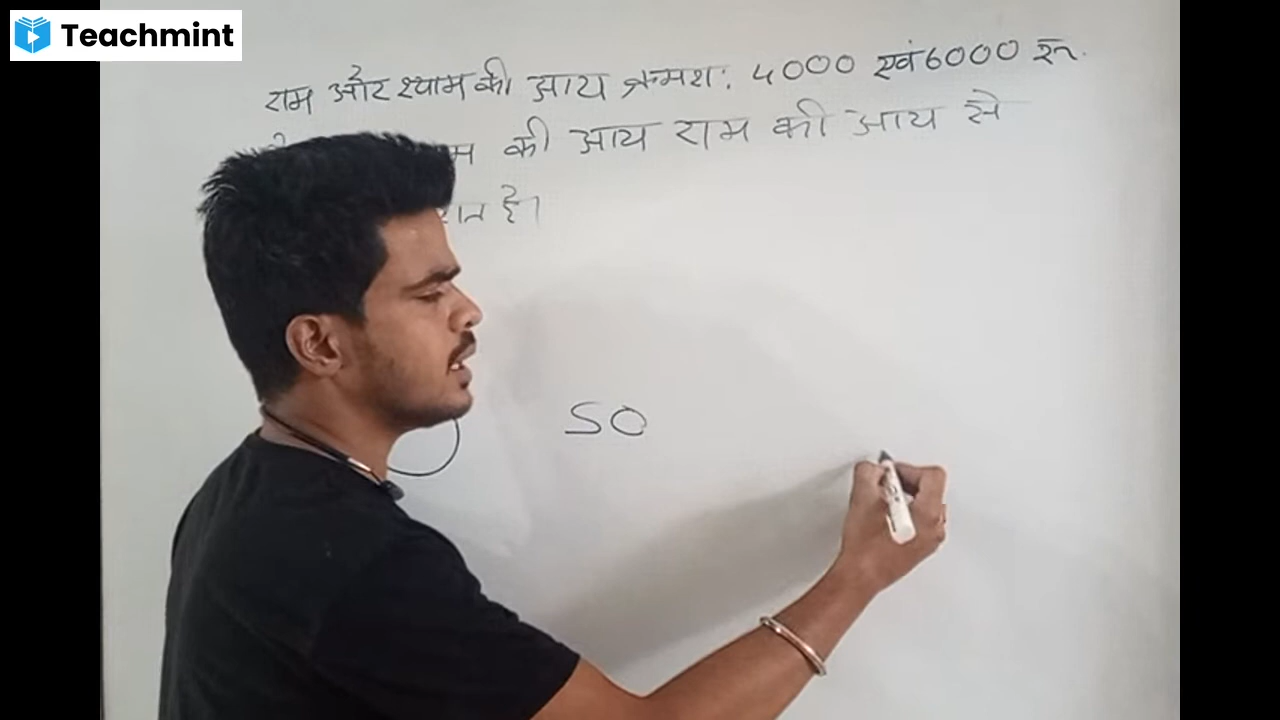 Teachmint
राम और श्याम की आय क्रमश: 4000 एवं 6000 रू.
की आय राम की आय से
है।
50